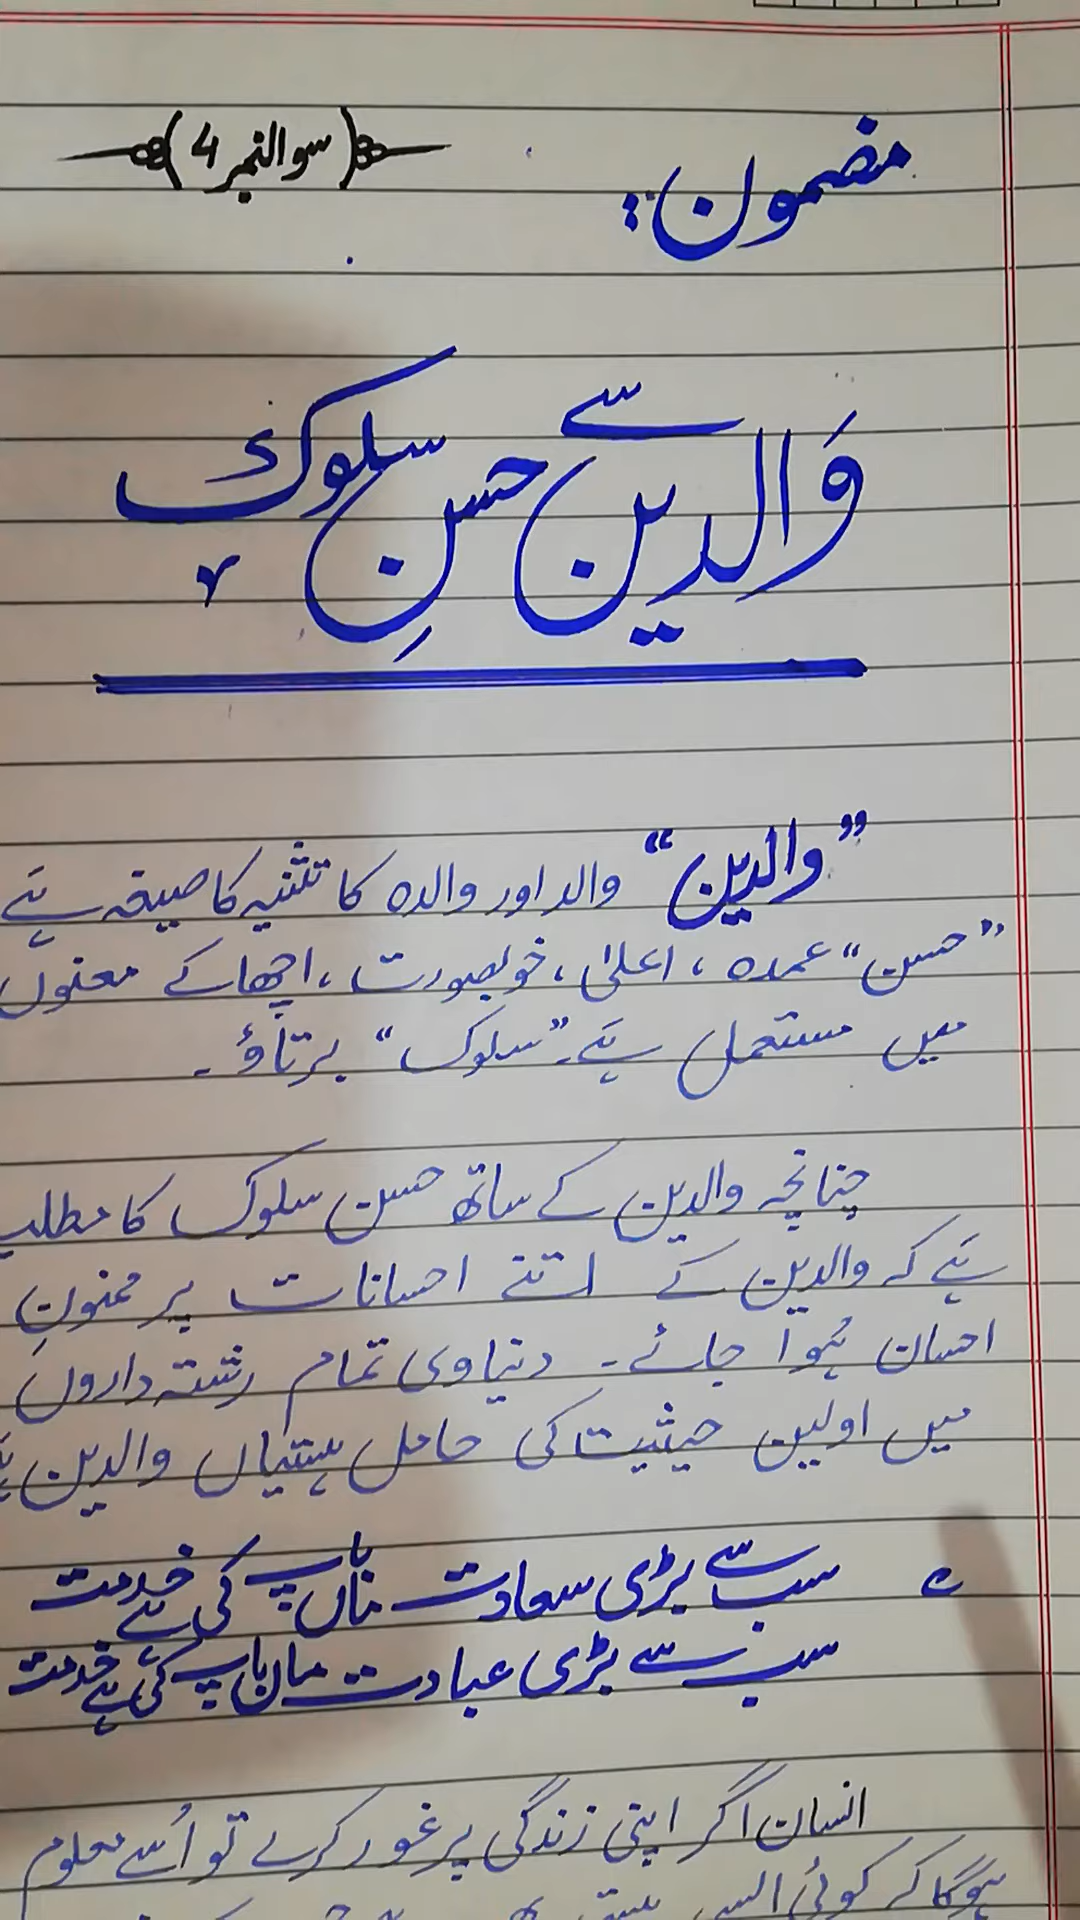 سوالنمبر 4
مضمون:
وَالدین سے حسنِ سلوک
"والدین" والد اور والدہ کا تثنیہ کا صیغہ ہے
"حسن" عمدہ، اعلیٰ، خوبصورت، اچھا کے معنوں
میں مستعمل ہے۔ "سلوک" برتاؤ۔
چنانچہ والدین کے ساتھ حسن سلوک کا مطلب
ہے کہ والدین کے اتنے احسانات پر ممنونِ
احسان ہُوا جائے۔ دنیاوی تمام رشتہ داروں
میں اولین حیثیت کی حامل ہستیاں والدین
سب سے بڑی سعادت ماں باپ کی ہے خدمت
سب سے بڑی عبادت ماں باپ کی ہے خدمت
انسان اگر اپنی زندگی پر غور کرے تو اُسے معلوم
ہوگا کہ کوئی